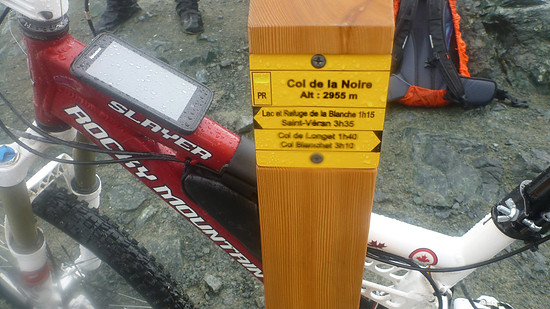 Col de la Noire
Alt : 2955 m
PR
Lac et Refuge de la Blanche 1h15
Saint-Véran 3h35
Col de Longet 1h40
Col Blanchet 3h10
SLAYER
ROCKY MOUNTAIN